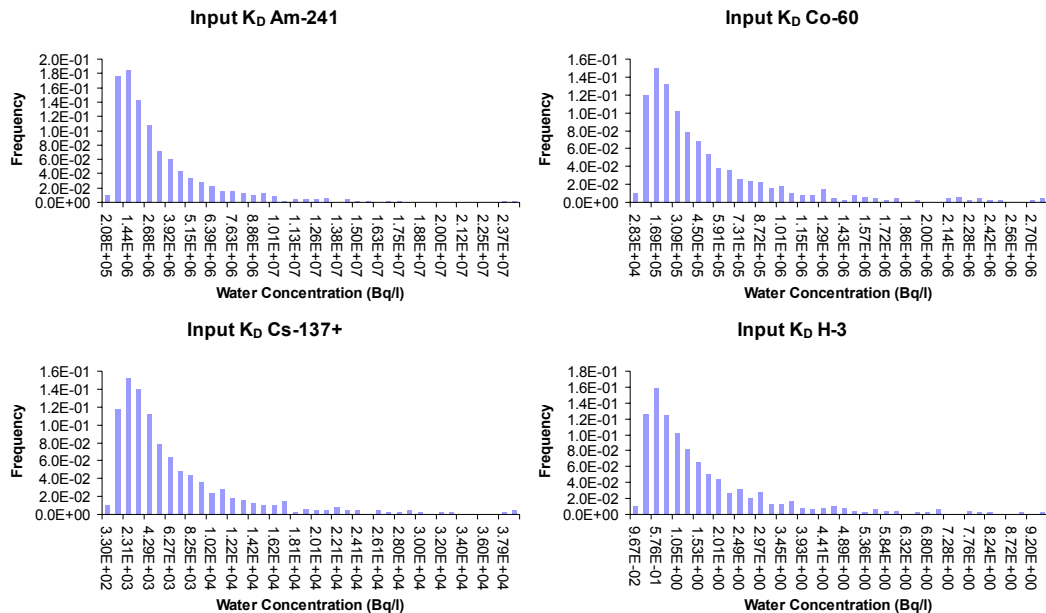 Input KD Am-241
2.0E-01
1.8E-01
1.6E-01
1.4E-01
1.2E-01
1.0E-01
8.0E-02
6.0E-02
4.0E-02
2.0E-02
0.0E+00
Frequency
2.08E+05
1.44E+06
2.68E+06
3.92E+06
5.15E+06
6.39E+06
7.63E+06
8.86E+06
1.01E+07
1.13E+07
1.26E+07
1.38E+07
1.50E+07
1.63E+07
1.75E+07
1.88E+07
2.00E+07
2.12E+07
2.25E+07
2.37E+07
Water Concentration (Bq/l)
Input KD Co-60
1.6E-01
1.4E-01
1.2E-01
1.0E-01
8.0E-02
6.0E-02
4.0E-02
2.0E-02
0.0E+00
Frequency
2.83E+04
1.69E+05
3.09E+05
4.50E+05
5.91E+05
7.31E+05
8.72E+05
1.01E+06
1.15E+06
1.29E+06
1.43E+06
1.57E+06
1.72E+06
1.86E+06
2.00E+06
2.14E+06
2.28E+06
2.42E+06
2.56E+06
2.70E+06
Water Concentration (Bq/l)
Input KD Cs-137+
1.6E-01
1.4E-01
1.2E-01
1.0E-01
8.0E-02
6.0E-02
4.0E-02
2.0E-02
0.0E+00
Frequency
3.30E+02
2.31E+03
4.29E+03
6.27E+03
8.25E+03
1.02E+04
1.22E+04
1.42E+04
1.62E+04
1.81E+04
2.01E+04
2.21E+04
2.41E+04
2.61E+04
2.80E+04
3.00E+04
3.20E+04
3.40E+04
3.60E+04
3.79E+04
Water Concentration (Bq/l)
Input KD H-3
1.8E-01
1.6E-01
1.4E-01
1.2E-01
1.0E-01
8.0E-02
6.0E-02
4.0E-02
2.0E-02
0.0E+00
Frequency
9.67E-02
5.76E-01
1.05E+00
1.53E+00
2.01E+00
2.49E+00
2.97E+00
3.45E+00
3.93E+00
4.41E+00
4.89E+00
5.36E+00
5.84E+00
6.32E+00
6.80E+00
7.28E+00
7.76E+00
8.24E+00
8.72E+00
9.20E+00
Water Concentration (Bq/l)